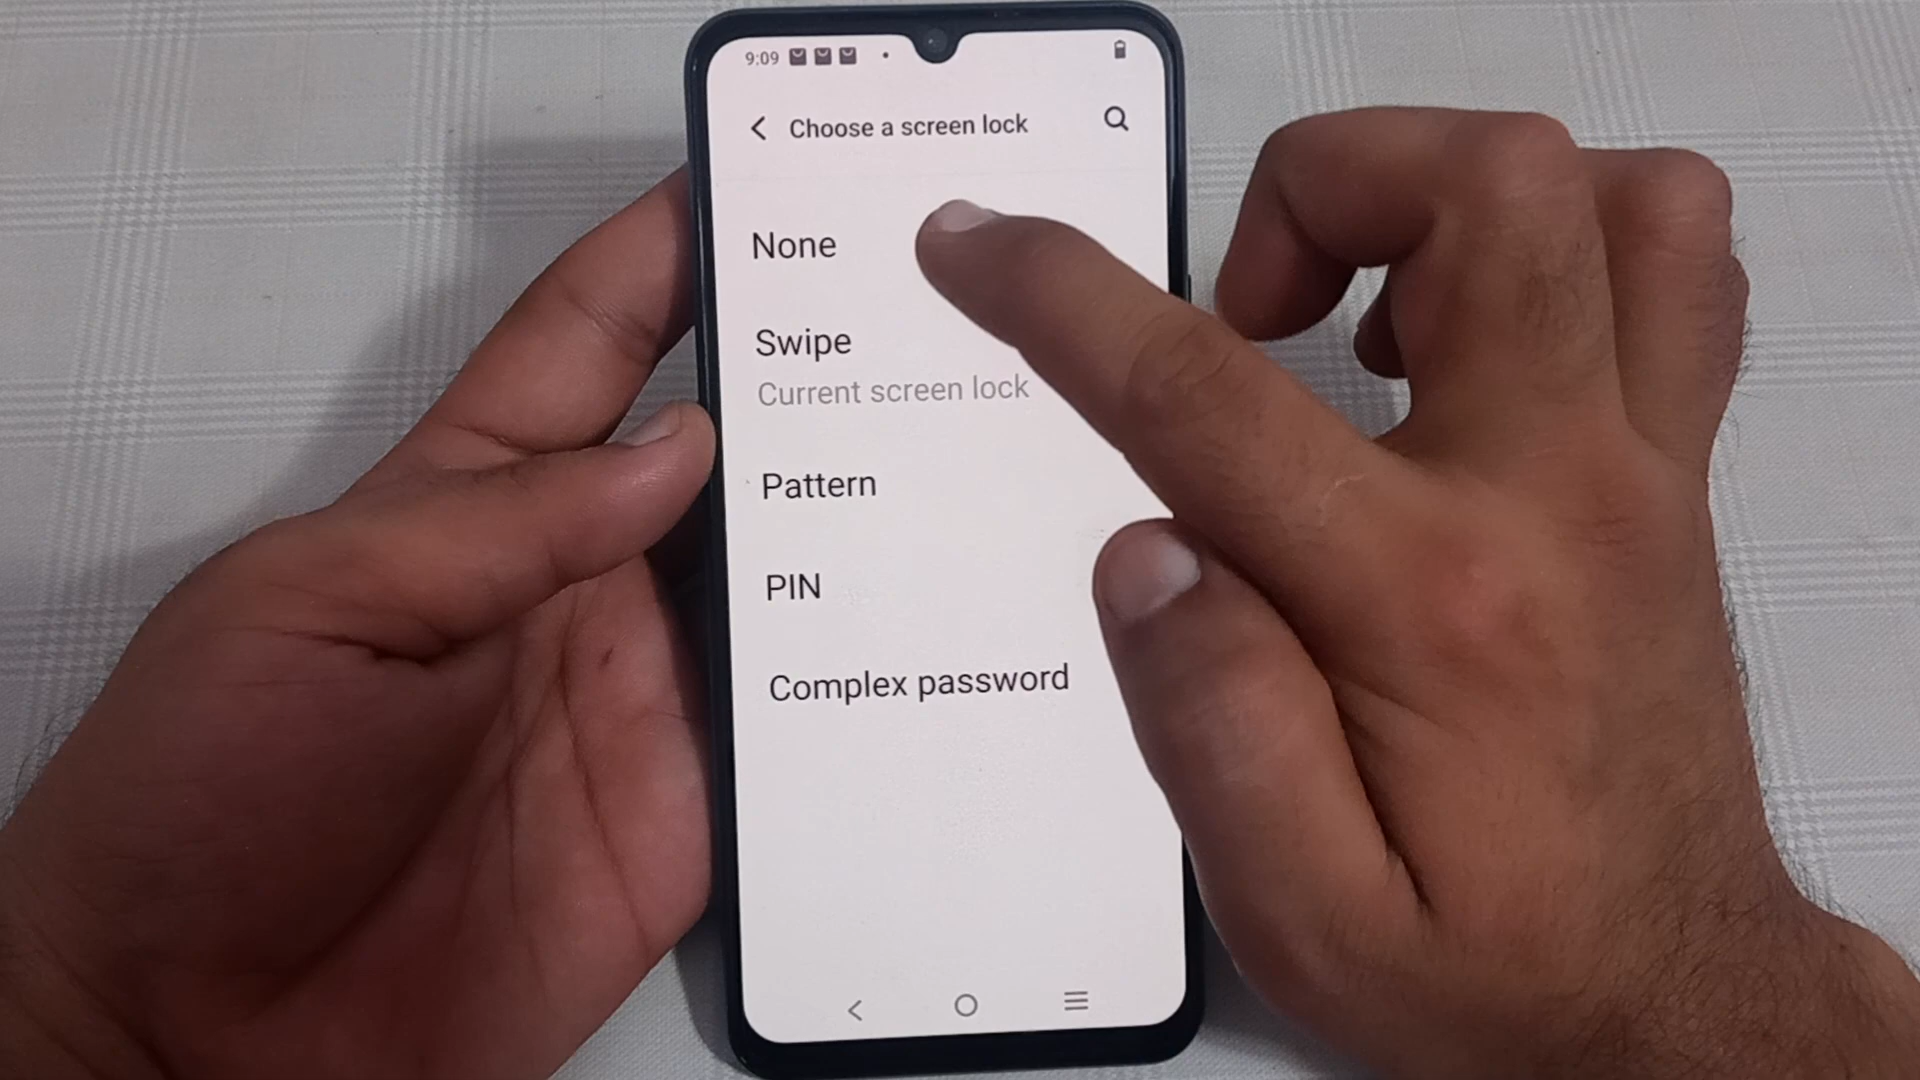 9:09
Choose a screen lock
None
Swipe
Current screen lock
Pattern
PIN
Complex password